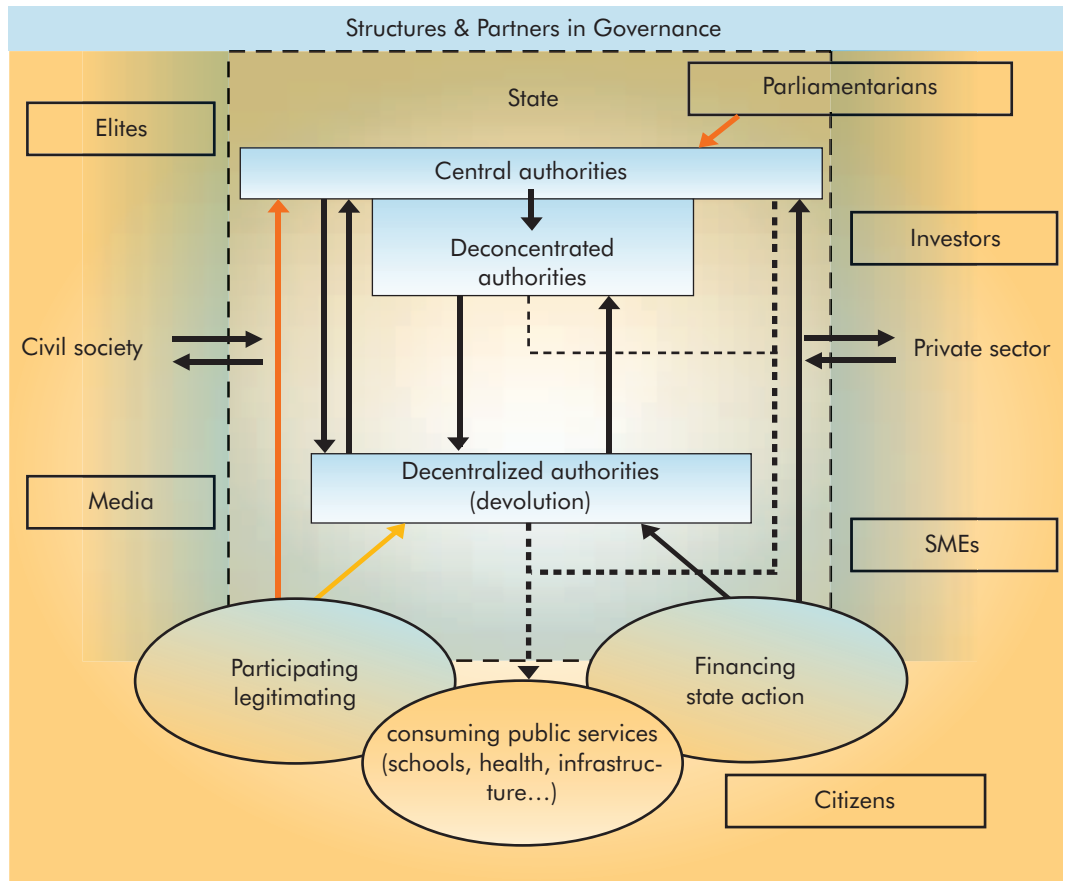 Structures & Partners in Governance
Parliamentarians
State
Elites
Central authorities
Investors
Deconcentrated
authorities
Civil society
Private sector
Decentralized authorities
(devolution)
Media
SMEs
Participating
legitimating
Financing
state action
consuming public services
(schools, health, infrastruc-
ture...)
Citizens